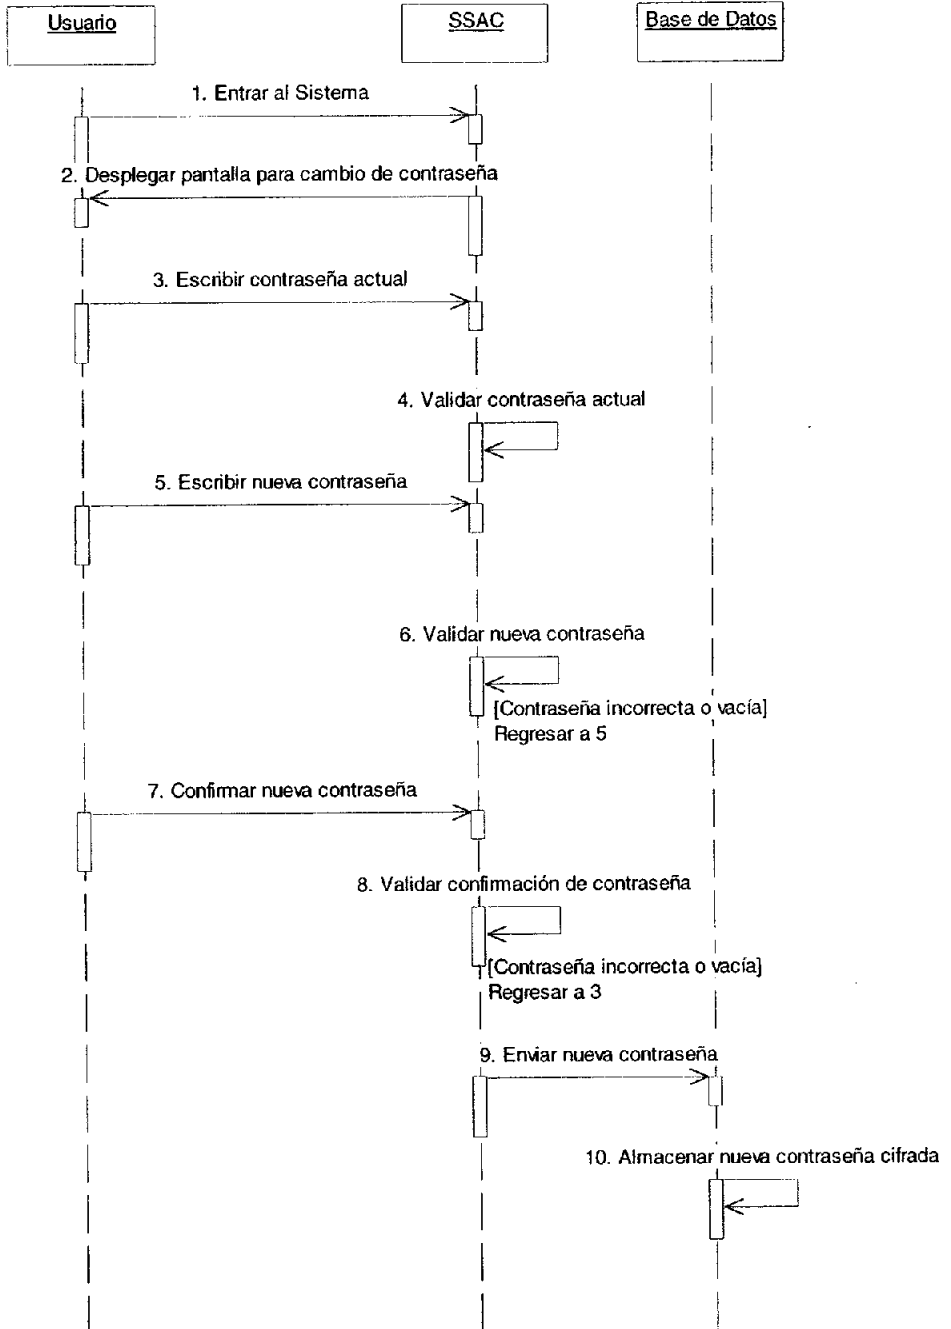 Usuario
SSAC
Base de Datos
1. Entrar al Sistema
2. Desplegar pantalla para cambio de contraseña
3. Escribir contraseña actual
4. Validar contraseña actual
5. Escribir nueva contraseña
6. Validar nueva contraseña
[Contraseña incorrecta o vacía]
Regresar a 5
7. Confirmar nueva contraseña
8. Validar confirmación de contraseña
[Contraseña incorrecta o vacía]
Regresar a 3
9. Enviar nueva contraseña
10. Almacenar nueva contraseña cifrada